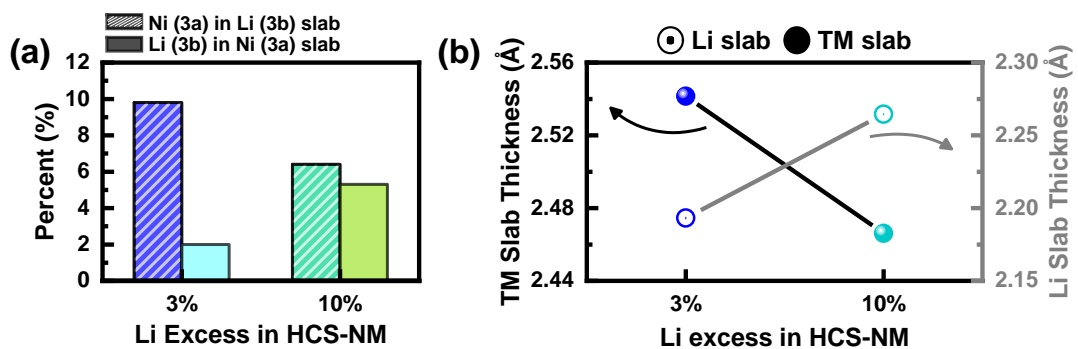 (a)
Ni (3a) in Li (3b) slab
Li (3b) in Ni (3a) slab
Percent (%)
12
10
8
6
4
2
0
3%
10%
Li Excess in HCS-NM
(b)
Li slab
TM slab
TM Slab Thickness (Å)
2.56
2.52
2.48
2.44
2.30
2.25
2.20
2.15
Li Slab Thickness (Å)
3%
10%
Li excess in HCS-NM